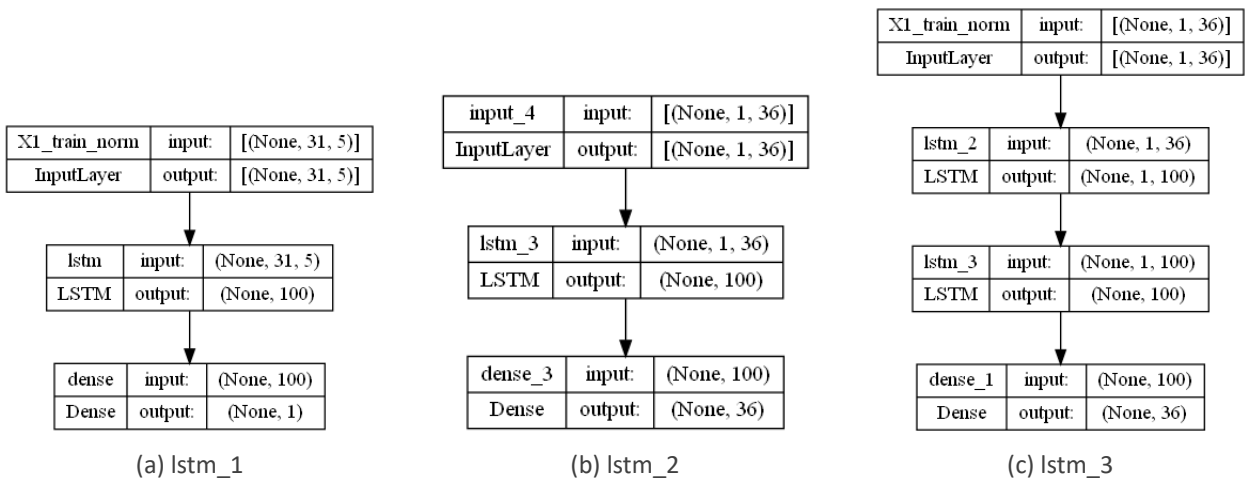 X1_train_norm input: [(None, 31, 5)]
InputLayer output: [(None, 31, 5)]
lstm input: (None, 31, 5)
LSTM output: (None, 100)
dense input: (None, 100)
Dense output: (None, 1)
(a) lstm_1
input_4 input: [(None, 1, 36)]
InputLayer output: [(None, 1, 36)]
lstm_3 input: (None, 1, 36)
LSTM output: (None, 100)
dense_3 input: (None, 100)
Dense output: (None, 36)
(b) lstm_2
X1_train_norm input: [(None, 1, 36)]
InputLayer output: [(None, 1, 36)]
lstm_2 input: (None, 1, 36)
LSTM output: (None, 1, 100)
lstm_3 input: (None, 1, 100)
LSTM output: (None, 100)
dense_1 input: (None, 100)
Dense output: (None, 36)
(c) lstm_3